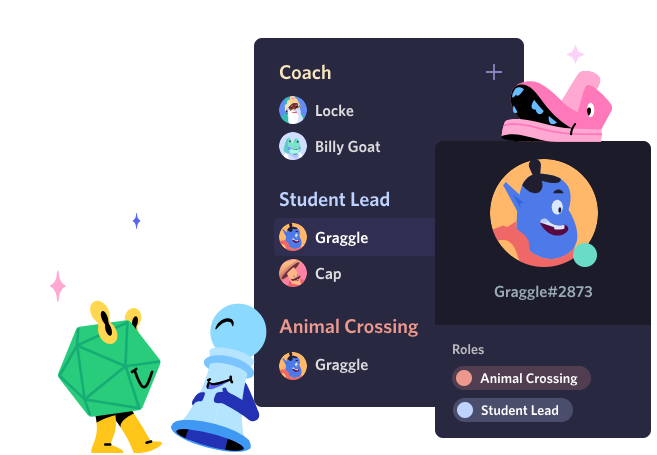 Coach
Locke
Billy Goat
Student Lead
Graggle
Cap
Animal Crossing
Graggle
Graggle#2873
Roles
Animal Crossing
Student Lead